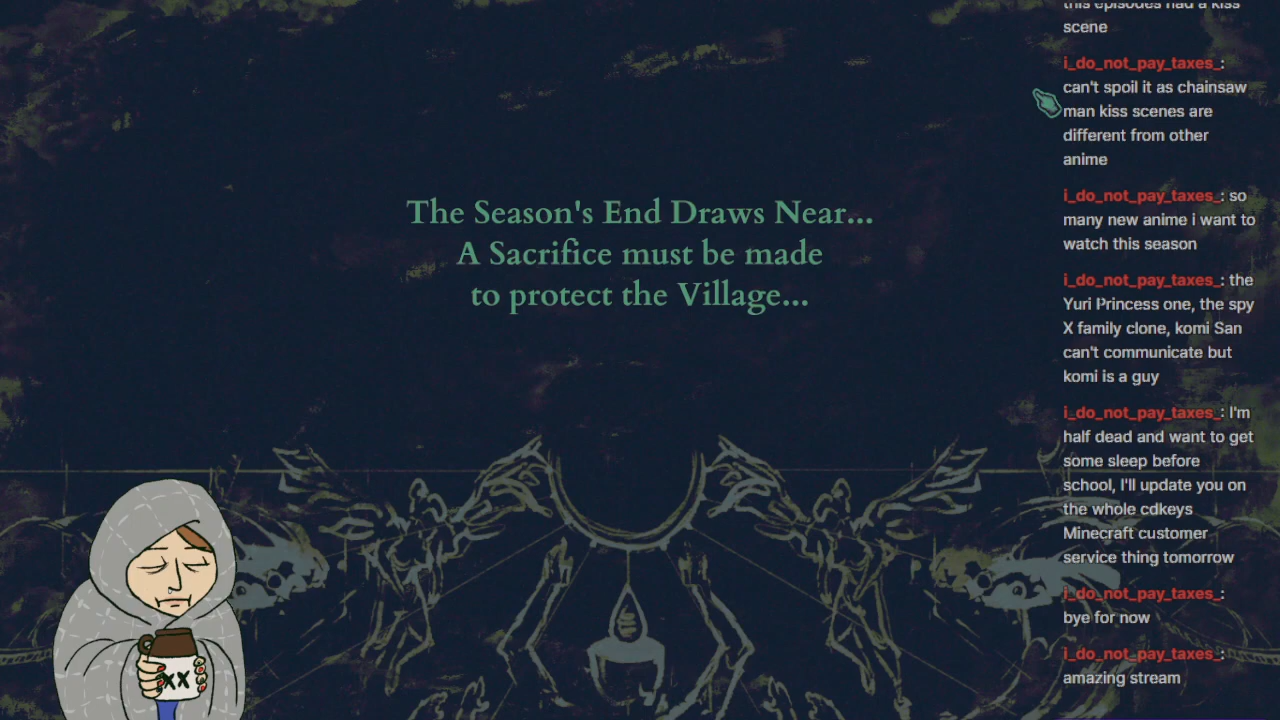 The Season's End Draws Near...
A Sacrifice must be made
to protect the Village...
XX
this episodes had a kiss
scene
i_do_not_pay_taxes_:
can't spoil it as chainsaw
man kiss scenes are
different from other
anime
i_do_not_pay_taxes_: so
many new anime i want to
watch this season
i_do_not_pay_taxes_: the
Yuri Princess one, the spy
X family clone, komi San
can't communicate but
komi is a guy
i_do_not_pay_taxes_: I'm
half dead and want to get
some sleep before
school, I'll update you on
the whole cdkeys
Minecraft customer
service thing tomorrow
i_do_not_pay_taxes_:
bye for now
i_do_not_pay_taxes_:
amazing stream